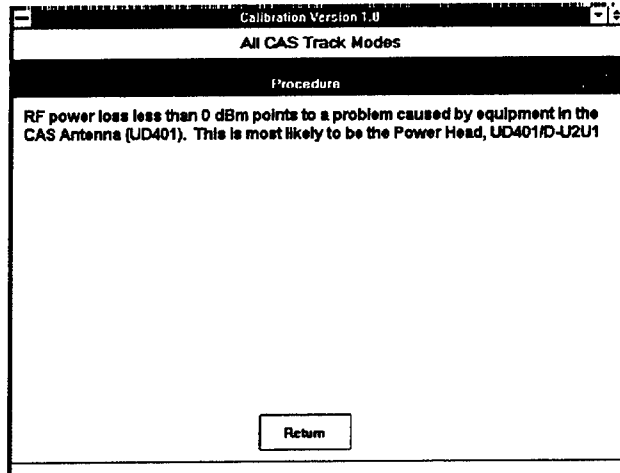 Calibration Version 1.0
All CAS Track Modes
Procedure
RF power loss less than 0 dBm points to a problem caused by equipment in the
CAS Antenna (UD401). This is most likely to be the Power Head, UD401/D-U2U1
Return